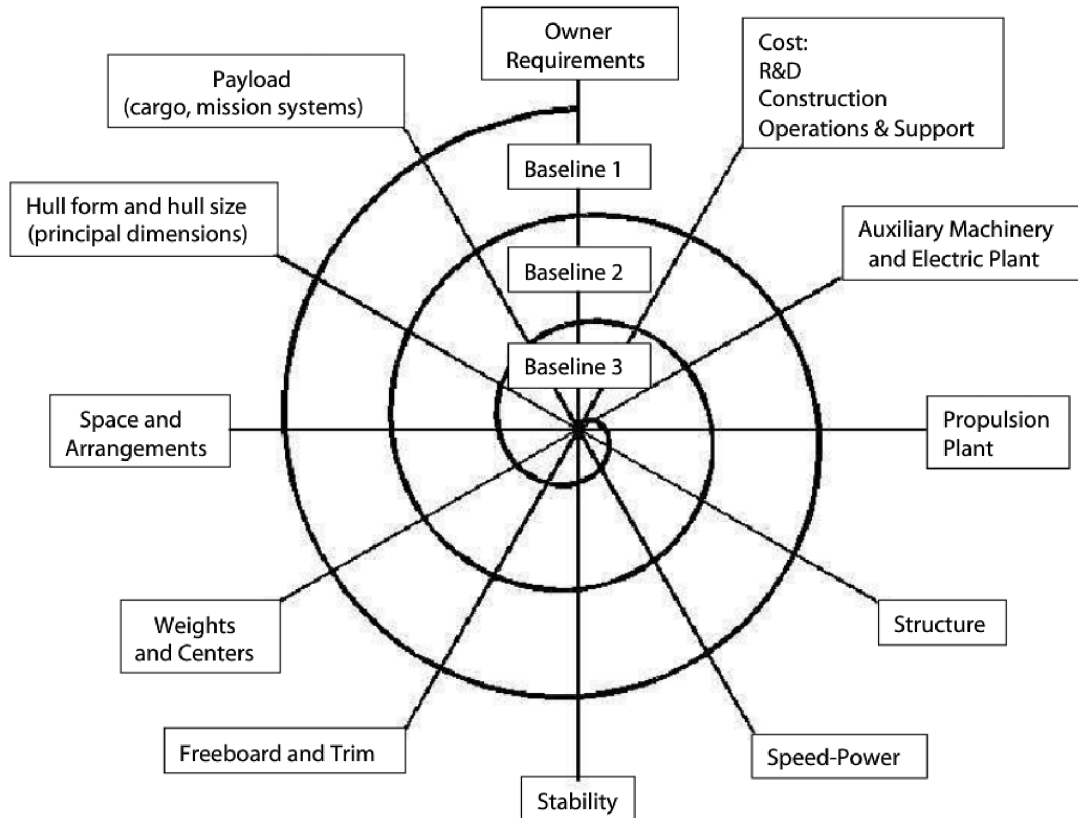 Owner
Requirements
Cost:
R&D
Construction
Operations & Support
Payload
(cargo, mission systems)
Baseline 1
Hull form and hull size
(principal dimensions)
Auxiliary Machinery
and Electric Plant
Baseline 2
Baseline 3
Space and
Arrangements
Propulsion
Plant
Weights
and Centers
Structure
Freeboard and Trim
Speed-Power
Stability